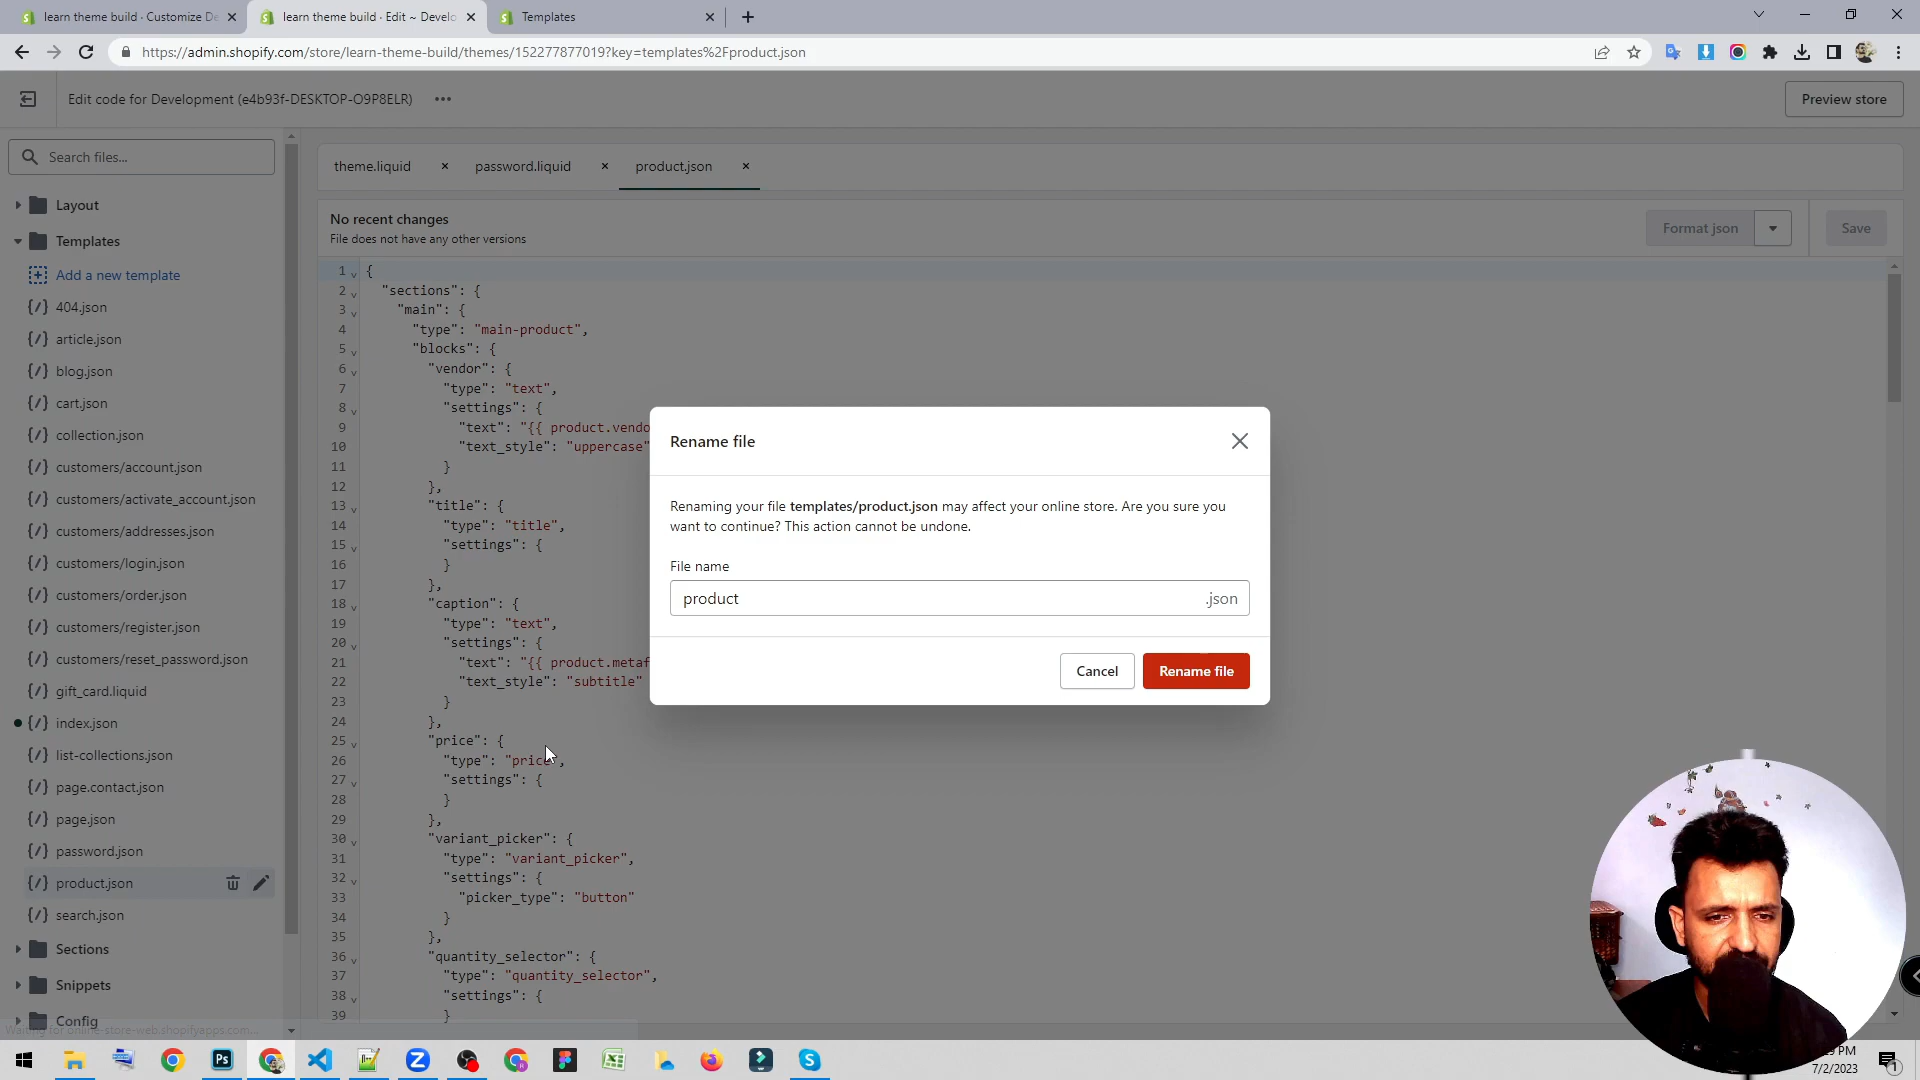 learn theme build · Customize De
learn theme build · Edit ~ Develo
Templates
https://admin.shopify.com/store/learn-theme-build/themes/152277877019?key=templates%2Fproduct.json
Edit code for Development (e4b93f-DESKTOP-O9P8ELR)
Preview store
Search files...
Layout
Templates
Add a new template
404.json
article.json
blog.json
cart.json
collection.json
customers/account.json
customers/activate_account.json
customers/addresses.json
customers/login.json
customers/order.json
customers/register.json
customers/reset_password.json
gift_card.liquid
index.json
list-collections.json
page.contact.json
page.json
password.json
product.json
search.json
Sections
Snippets
Config
Waiting for online-store-web.shopifyapps.com...
theme.liquid
password.liquid
product.json
No recent changes
File does not have any other versions
Format json
Save
1 {
2 "sections": {
3 "main": {
4 "type": "main-product",
5 "blocks": {
6 "vendor": {
7 "type": "text",
8 "settings": {
9 "text": "{{ product.vendo
10 "text_style": "uppercase"
11 }
12 },
13 "title": {
14 "type": "title",
15 "settings": {
16 }
17 },
18 "caption": {
19 "type": "text",
20 "settings": {
21 "text": "{{ product.metaf
22 "text_style": "subtitle"
23 }
24 },
25 "price": {
26 "type": "price",
27 "settings": {
28 }
29 },
30 "variant_picker": {
31 "type": "variant_picker",
32 "settings": {
33 "picker_type": "button"
34 }
35 },
36 "quantity_selector": {
37 "type": "quantity_selector",
38 "settings": {
39 }
Rename file
Renaming your file templates/product.json may affect your online store. Are you sure you
want to continue? This action cannot be undone.
File name
product
.json
Cancel
Rename file
PM
7/2/2023